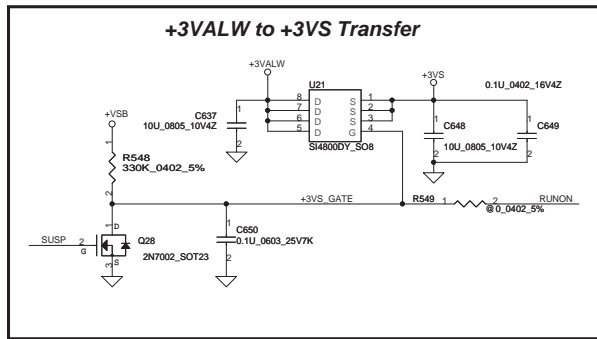 +3VALW to +3VS Transfer
+3VALW
U21
+3VS
0.1U_0402_16V4Z
8 D S 1
7 D S 2
6 D S 3
5 D G 4
SI4800DY_SO8
C637
10U_0805_10V4Z
1
2
C648
10U_0805_10V4Z
1
2
C649
1
2
+VSB
1
R548
330K_0402_5%
2
+3VS_GATE
R549
1
2
@0_0402_5%
RUNON
SUSP
2
G
1
D
3
S
Q28
2N7002_SOT23
1
C650
0.1U_0603_25V7K
2